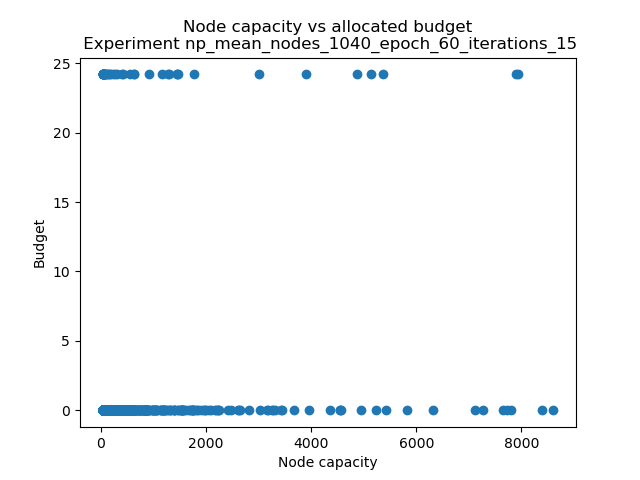 Node capacity vs allocated budget
Experiment np_mean_nodes_1040_epoch_60_iterations_15
25
20
15
10
5
0
Budget
0 2000 4000 6000 8000
Node capacity